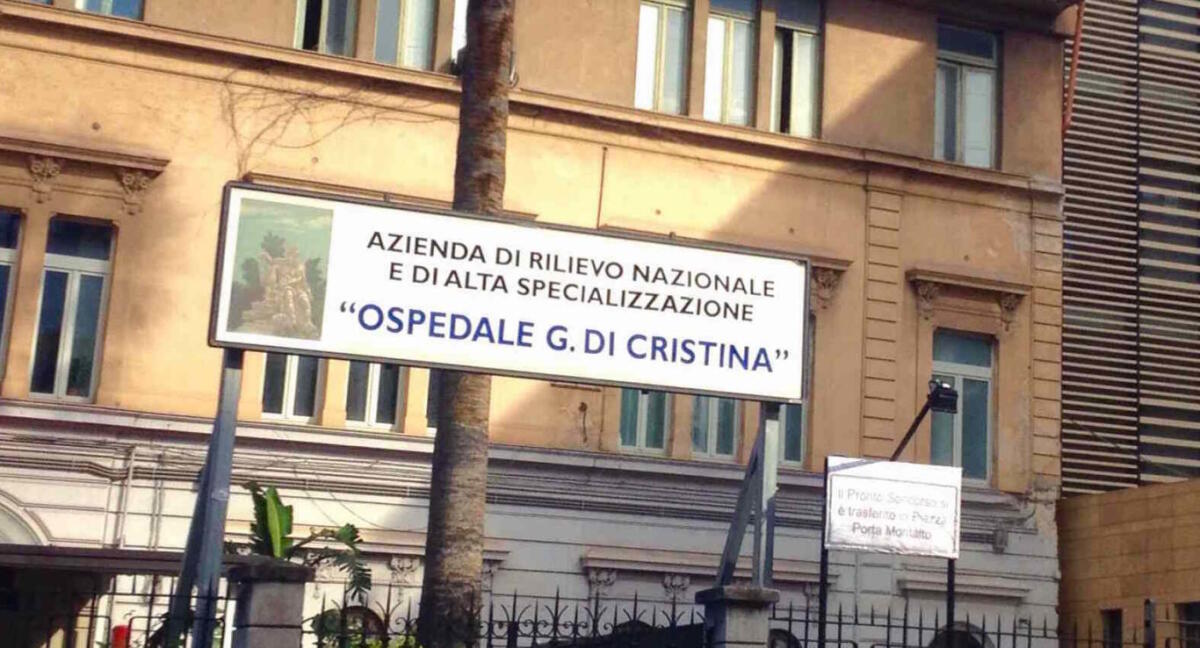 AZIENDA DI RILIEVO NAZIONALE
E DI ALTA SPECIALIZZAZIONE
“OSPEDALE G. DI CRISTINA”
Il Pronto Soccorso si
è trasferito in Piazza
Porta Montalto